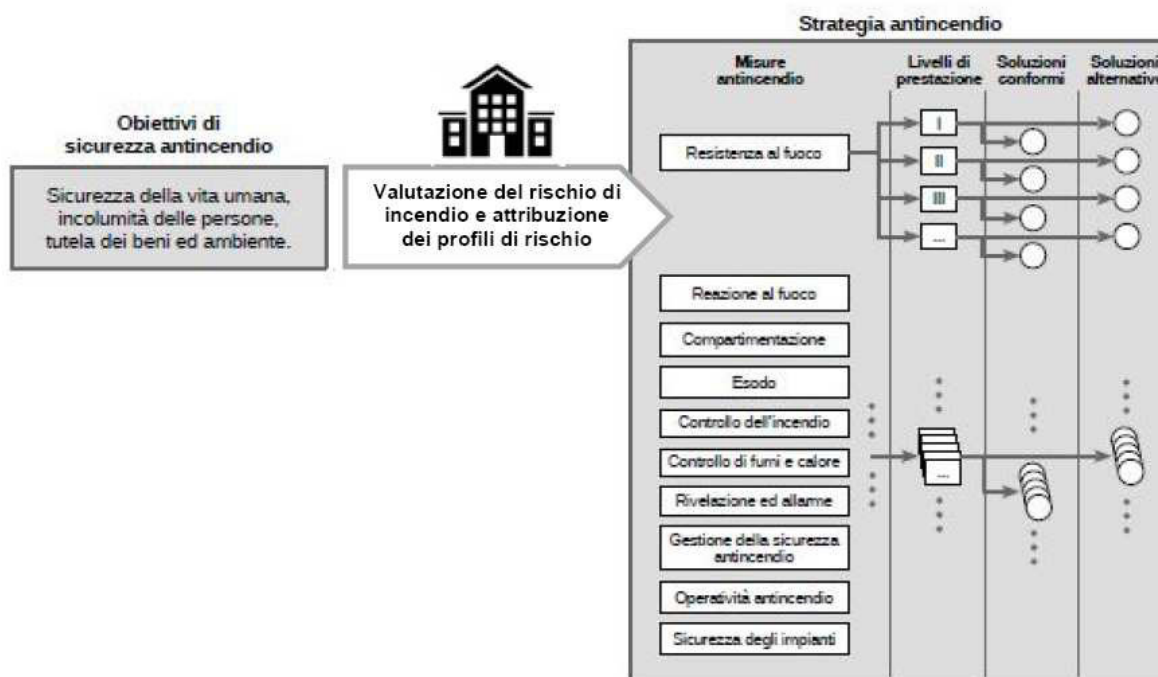 Strategia antincendio
Misure
antincendio
Livelli di
prestazione
Soluzioni
conformi
Soluzioni
alternative
Obiettivi di
sicurezza antincendio
Sicurezza della vita umana,
incolumità delle persone,
tutela dei beni ed ambiente.
Valutazione del rischio di
incendio e attribuzione
dei profili di rischio
Resistenza al fuoco
I
II
III
...
Reazione al fuoco
Compartimentazione
Esodo
Controllo dell'incendio
Controllo di fumi e calore
...
Rivelazione ed allarme
Gestione della sicurezza
antincendio
Operatività antincendio
Sicurezza degli impianti